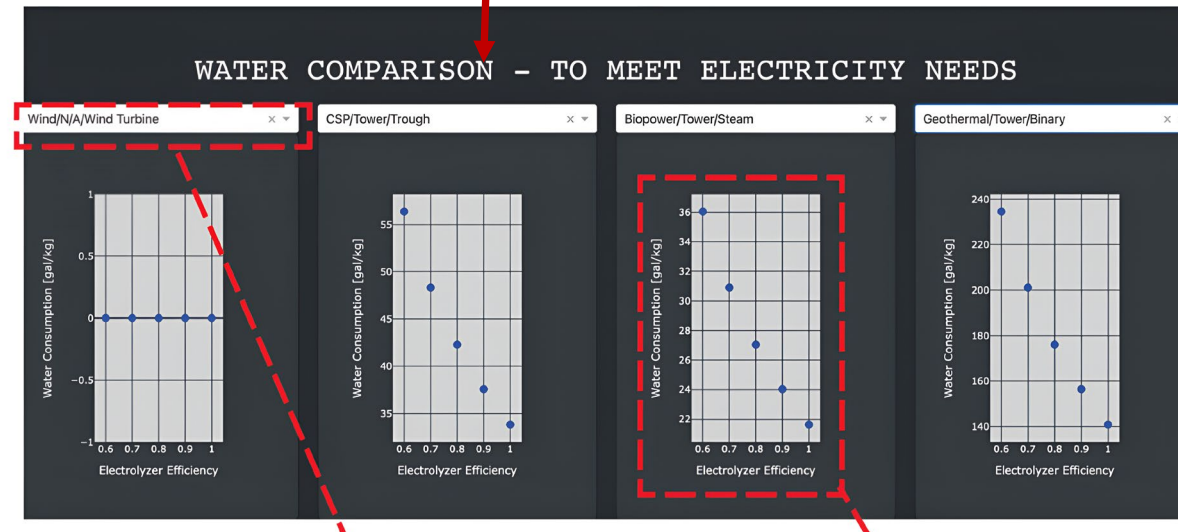 WATER COMPARISON – TO MEET ELECTRICITY NEEDS
Wind/N/A/Wind Turbine
CSP/Tower/Trough
Biopower/Tower/Steam
Geothermal/Tower/Binary
Water Consumption [gal/kg]
1
0.5
0
−0.5
−1
0.6 0.7 0.8 0.9 1
Electrolyzer Efficiency
Water Consumption [gal/kg]
55
50
45
40
35
0.6 0.7 0.8 0.9 1
Electrolyzer Efficiency
Water Consumption [gal/kg]
36
34
32
30
28
26
24
22
0.6 0.7 0.8 0.9 1
Electrolyzer Efficiency
Water Consumption [gal/kg]
240
220
200
180
160
140
0.6 0.7 0.8 0.9 1
Electrolyzer Efficiency